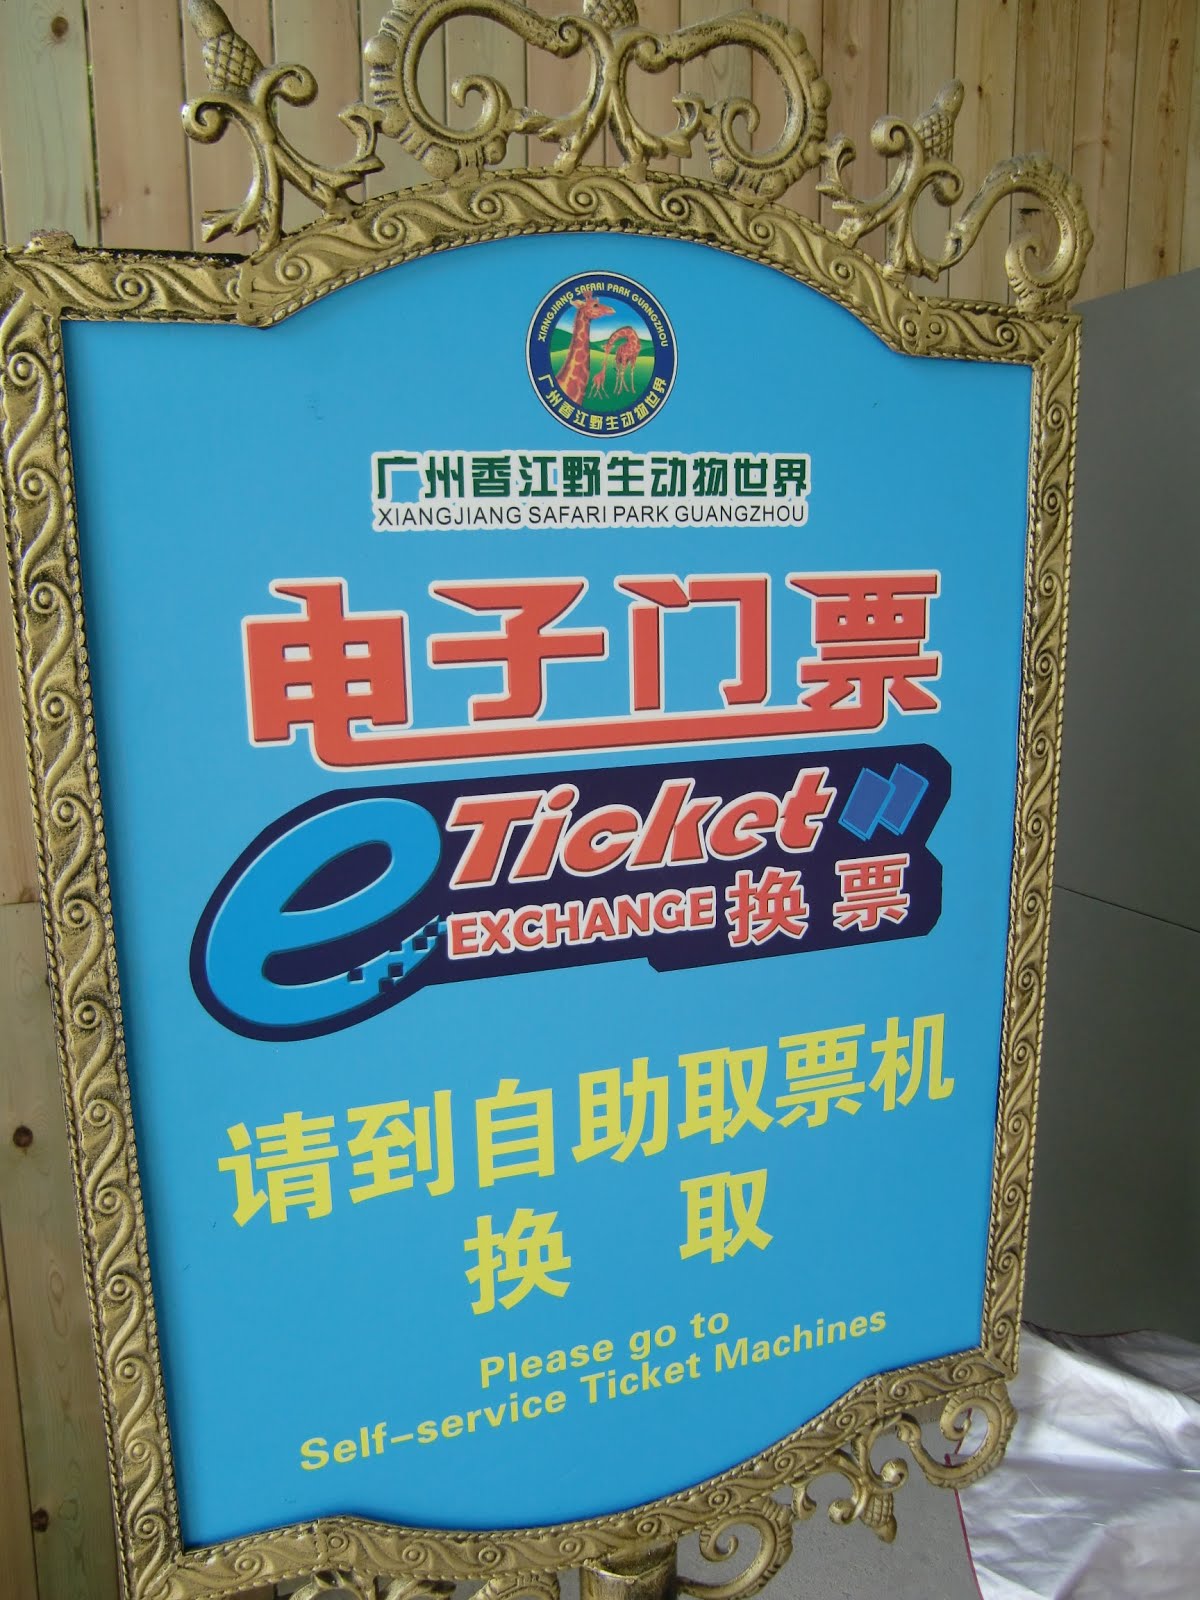 XIANGJIANG SAFARI PARK GUANGZHOU
广州香江野生动物世界
广州香江野生动物世界
XIANGJIANG SAFARI PARK GUANGZHOU
电子门票
e Ticket
EXCHANGE 换票
请到自助取票机
换 取
Please go to
Self-service Ticket Machines